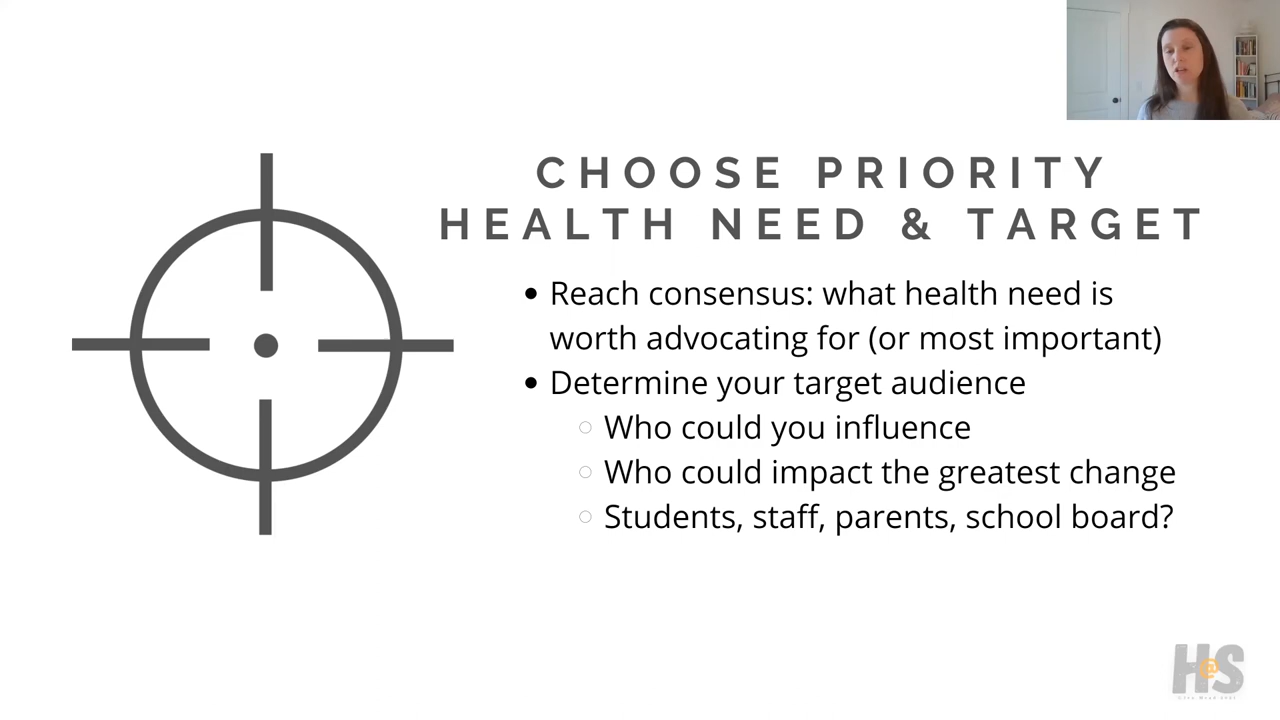 CHOOSE PRIORITY
HEALTH NEED & TARGET
• Reach consensus: what health need is
worth advocating for (or most important)
• Determine your target audience
○ Who could you influence
○ Who could impact the greatest change
○ Students, staff, parents, school board?
H@S